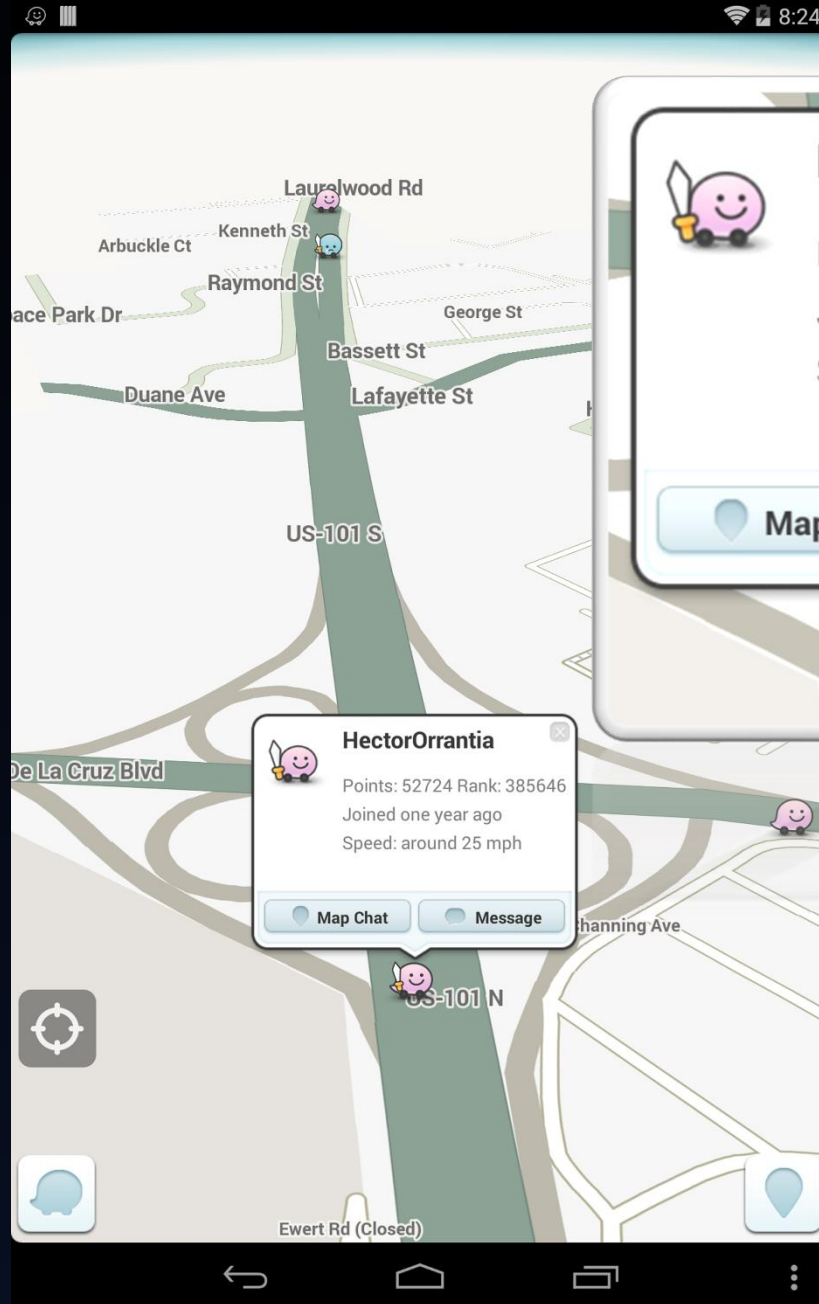 8:24
Laurelwood Rd
Kenneth St
Arbuckle Ct
Raymond St
George St
ace Park Dr
Bassett St
Duane Ave
Lafayette St
US-101 S
Map
HectorOrrantia
De La Cruz Blvd
Points: 52724 Rank: 385646
Joined one year ago
Speed: around 25 mph
Map Chat
Message
Channing Ave
US-101 N
Ewert Rd (Closed)